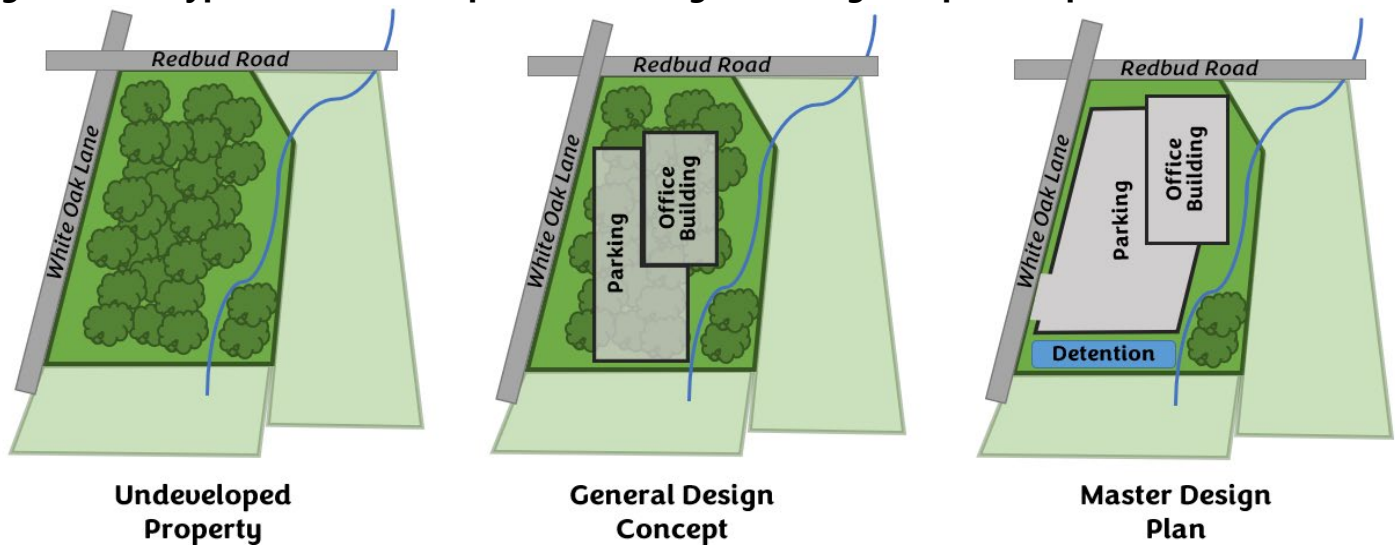 Redbud Road
White Oak Lane
Undeveloped
Property
Redbud Road
White Oak Lane
Parking
Office
Building
General Design
Concept
Redbud Road
White Oak Lane
Parking
Office
Building
Detention
Master Design
Plan